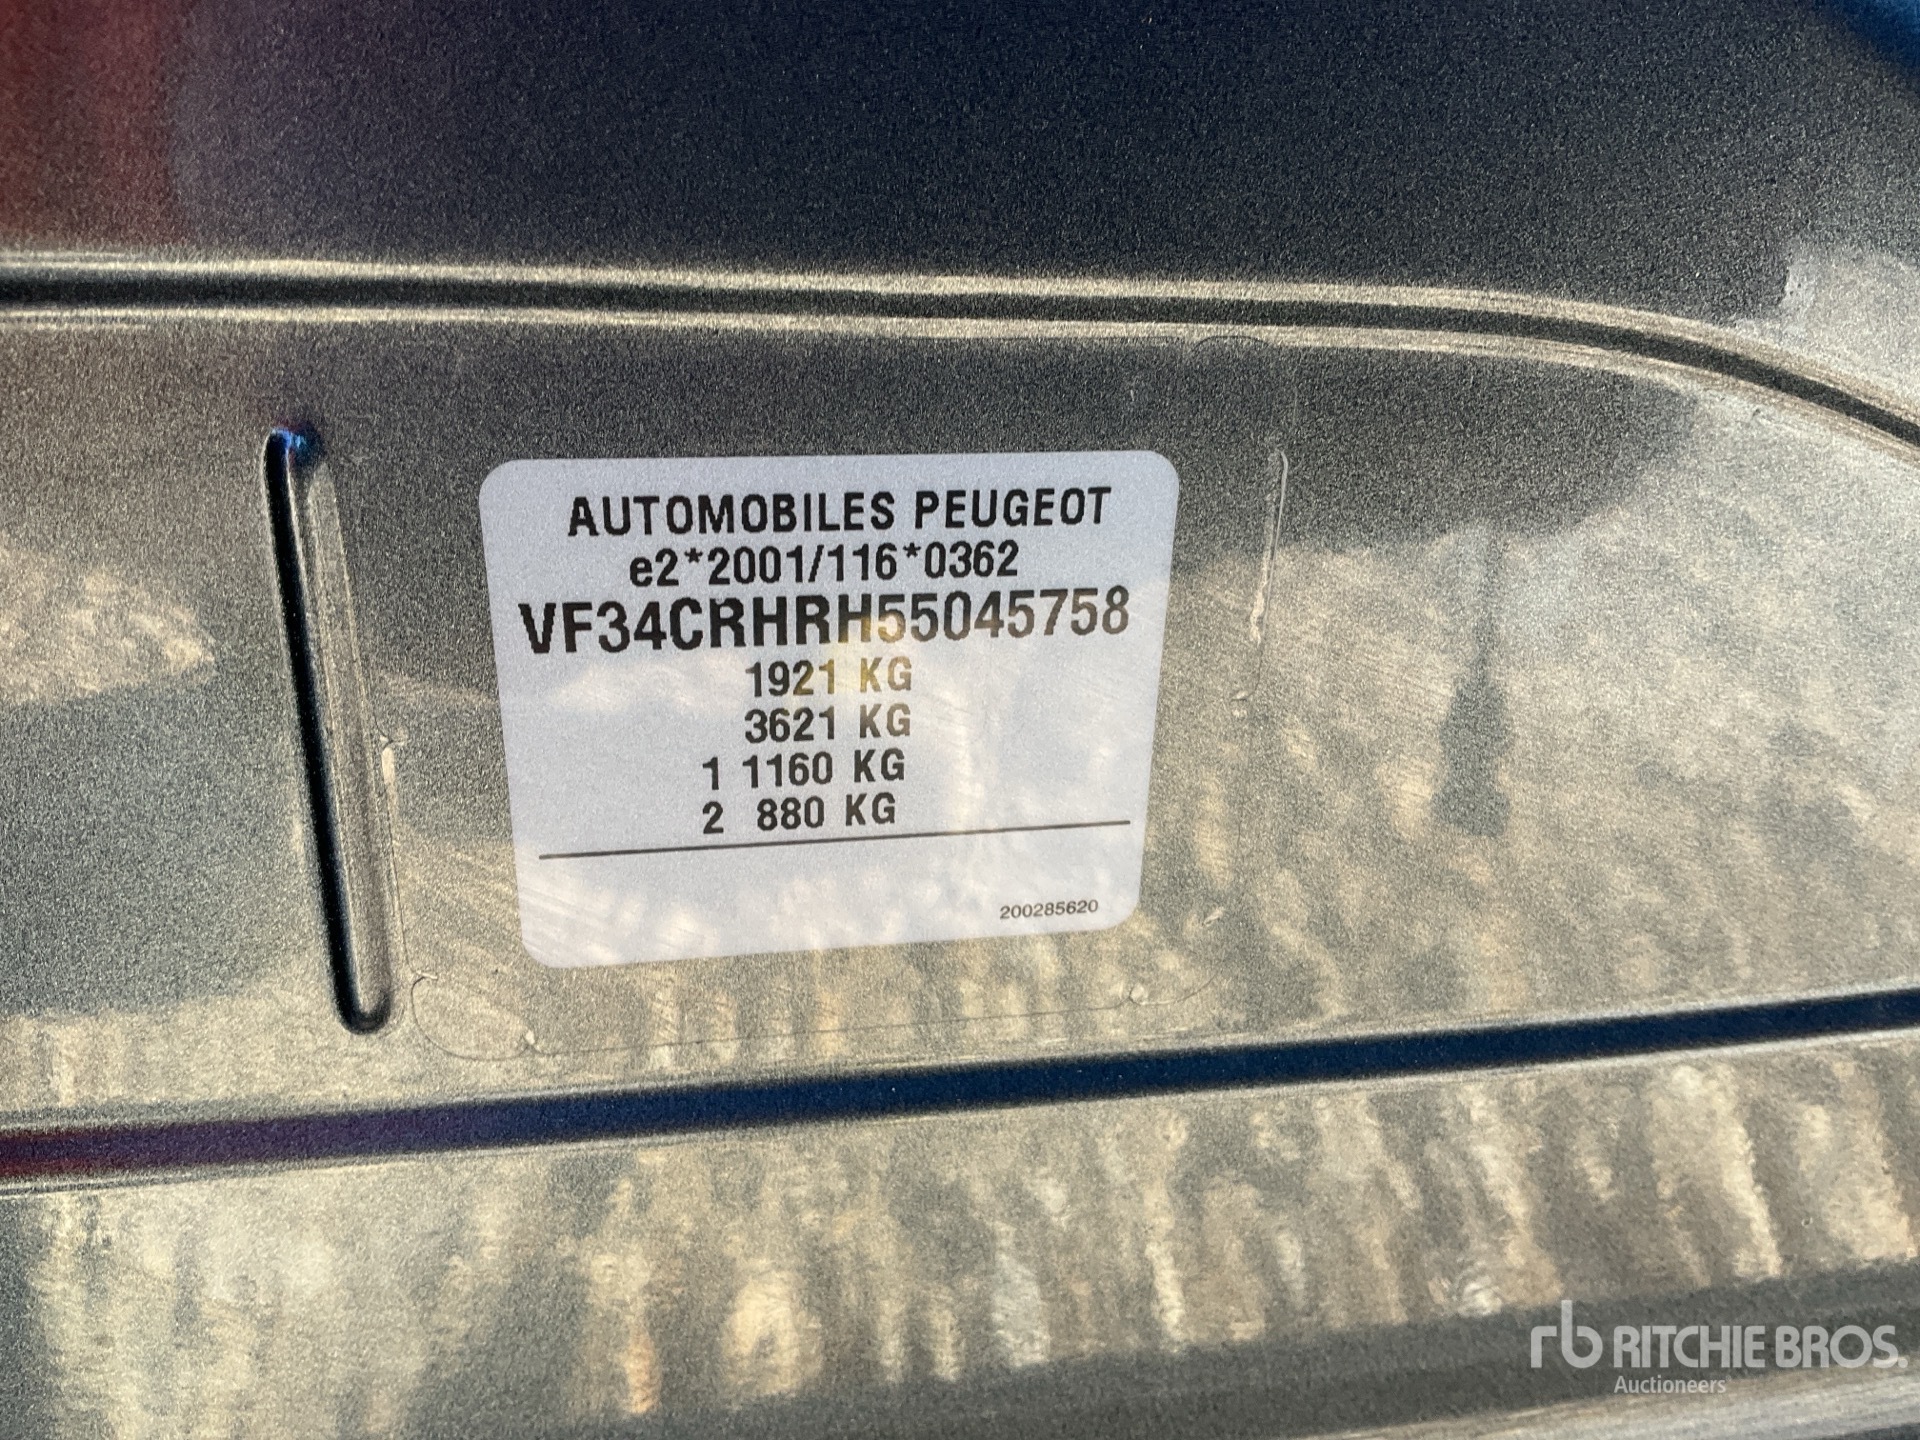 AUTOMOBILES PEUGEOT
e2*2001/116*0362
VF34CRHRH55045758
1921 KG
3621 KG
1 1160 KG
2 880 KG
200285620
rb RITCHIE BROS.
Auctioneers